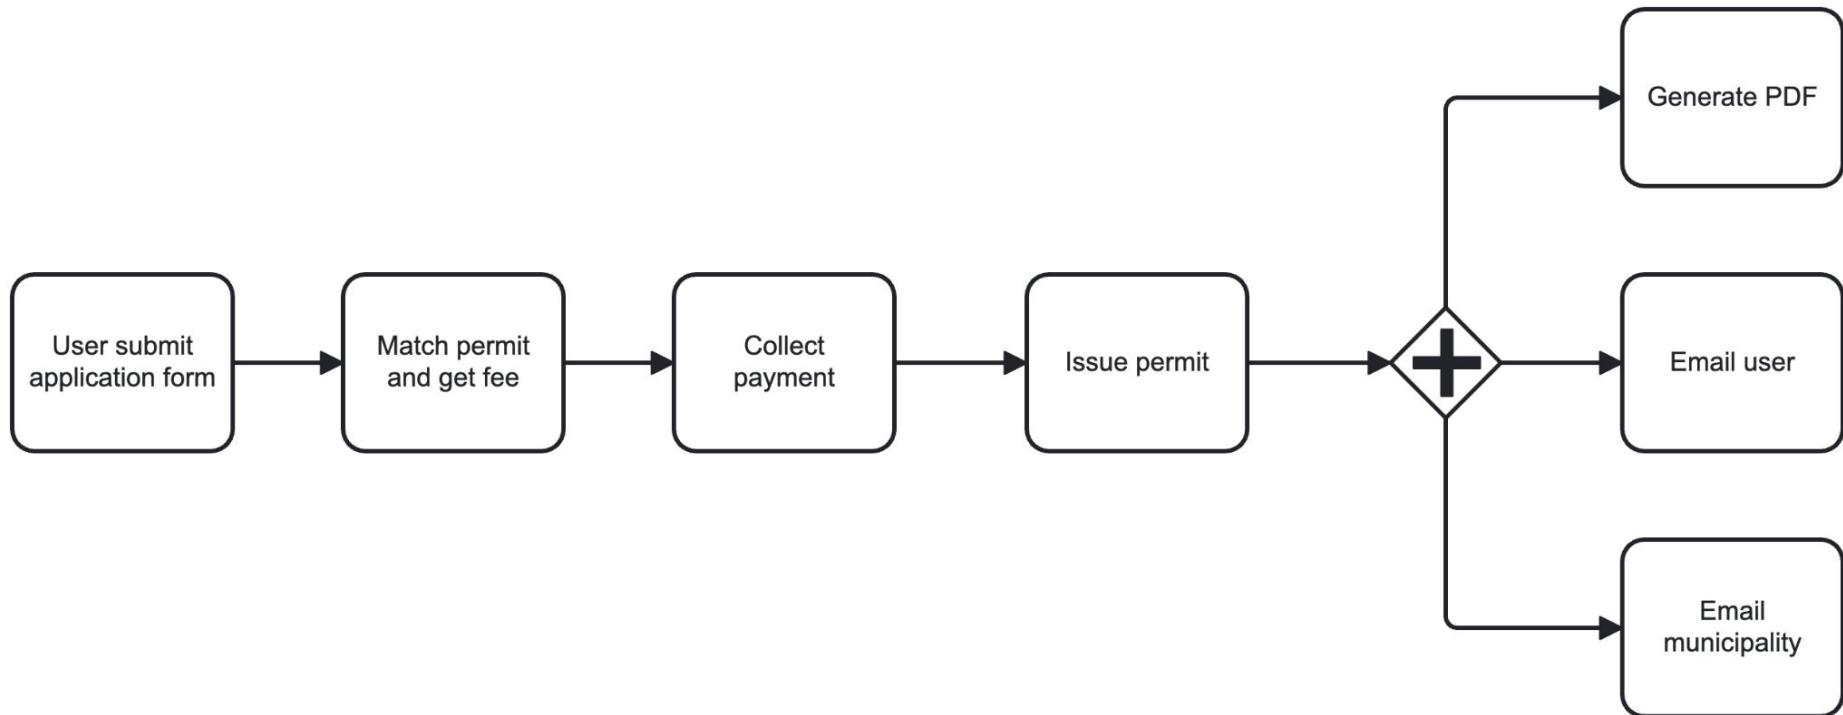 User submit
application form
Match permit
and get fee
Collect
payment
Issue permit
Generate PDF
Email user
Email
municipality